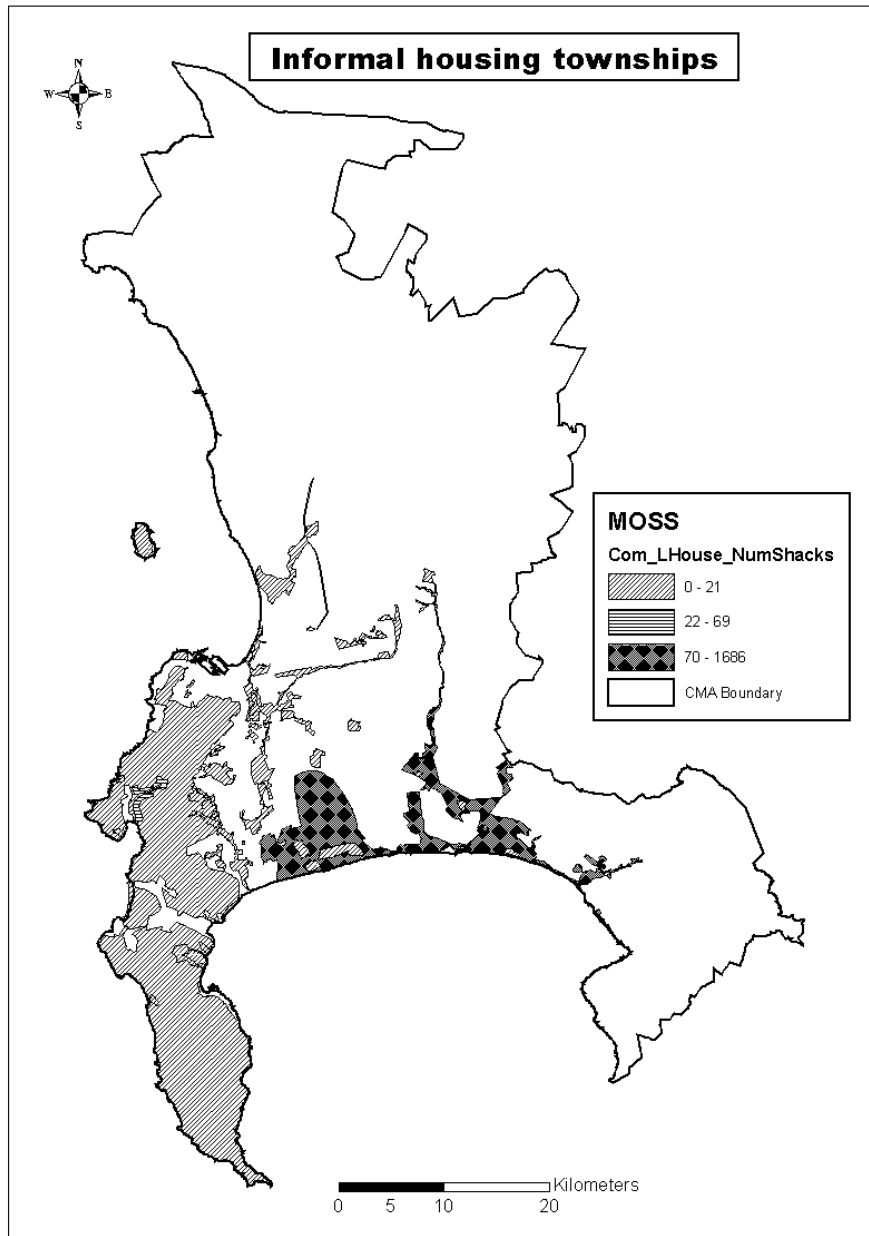 Informal housing townships
N
W E
S
MOSS
Com_LHouse_NumShacks
0 - 21
22 - 69
70 - 1686
CMA Boundary
Kilometers
0 5 10 20